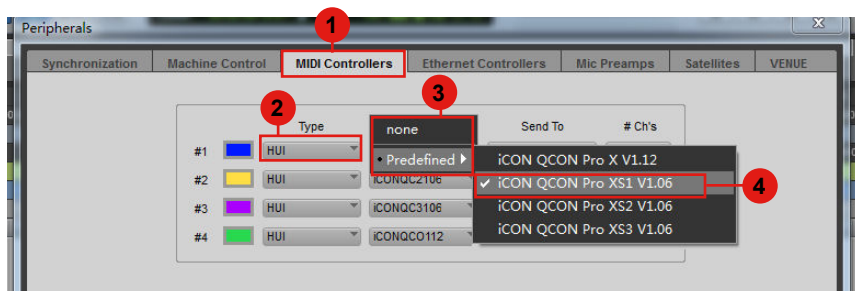 Peripherals
x
1
Synchronization Machine Control MIDI Controllers Ethernet Controllers Mic Preamps Satellites VENUE
2
3
Type none Send To # Ch's
#1 HUI • Predefined iCON QCON Pro X V1.12
#2 HUI iCONQC2106 ✓ iCON QCON Pro XS1 V1.06 4
#3 HUI iCONQC3106 iCON QCON Pro XS2 V1.06
#4 HUI iCONQCO112 iCON QCON Pro XS3 V1.06